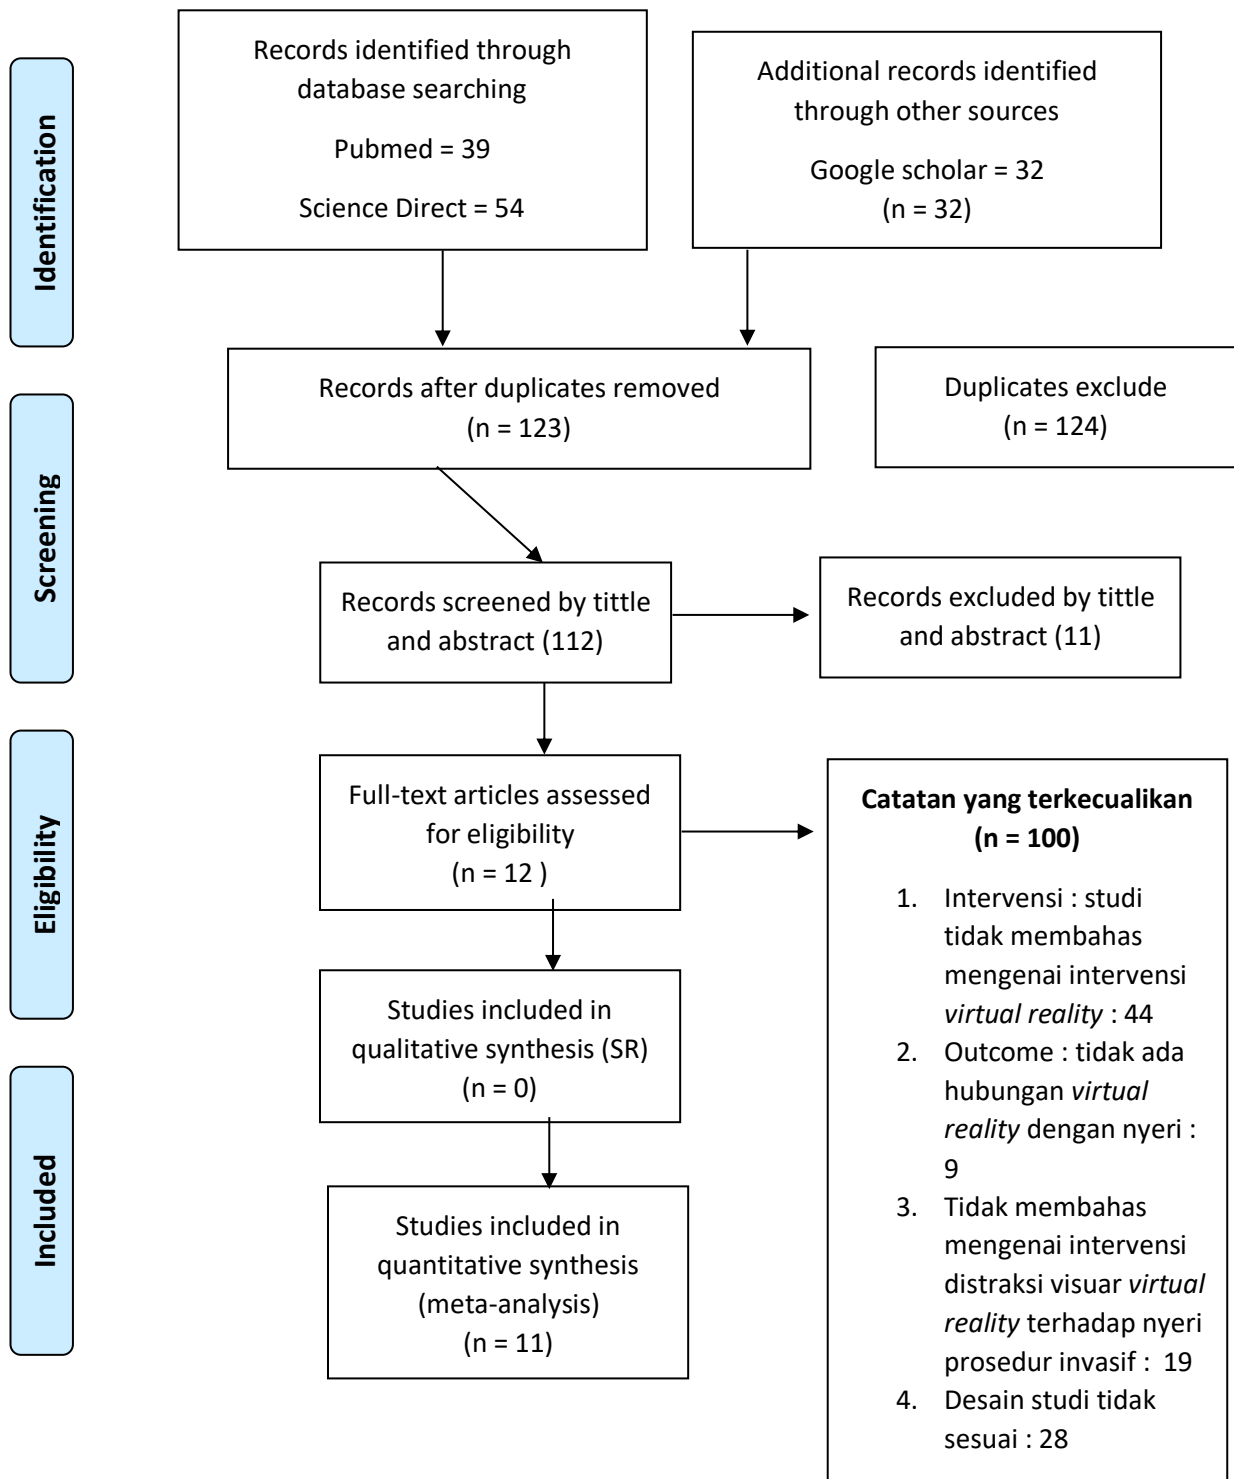 Identification
Records identified through
database searching
Pubmed = 39
Science Direct = 54
Additional records identified
through other sources
Google scholar = 32
(n = 32)
Records after duplicates removed
(n = 123)
Duplicates exclude
(n = 124)
Screening
Records screened by tittle
and abstract (112)
Records excluded by tittle
and abstract (11)
Eligibility
Full-text articles assessed
for eligibility
(n = 12 )
Catatan yang terkecualikan
(n = 100)
1. Intervensi : studi
tidak membahas
mengenai intervensi
virtual reality : 44
2. Outcome : tidak ada
hubungan virtual
reality dengan nyeri :
9
3. Tidak membahas
mengenai intervensi
distraksi visuar virtual
reality terhadap nyeri
prosedur invasif : 19
4. Desain studi tidak
sesuai : 28
Studies included in
qualitative synthesis (SR)
(n = 0)
Included
Studies included in
quantitative synthesis
(meta-analysis)
(n = 11)